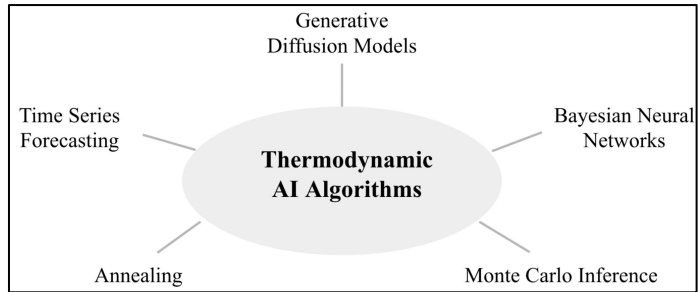 Generative
Diffusion Models
Time Series
Forecasting
Bayesian Neural
Networks
Thermodynamic
AI Algorithms
Annealing
Monte Carlo Inference